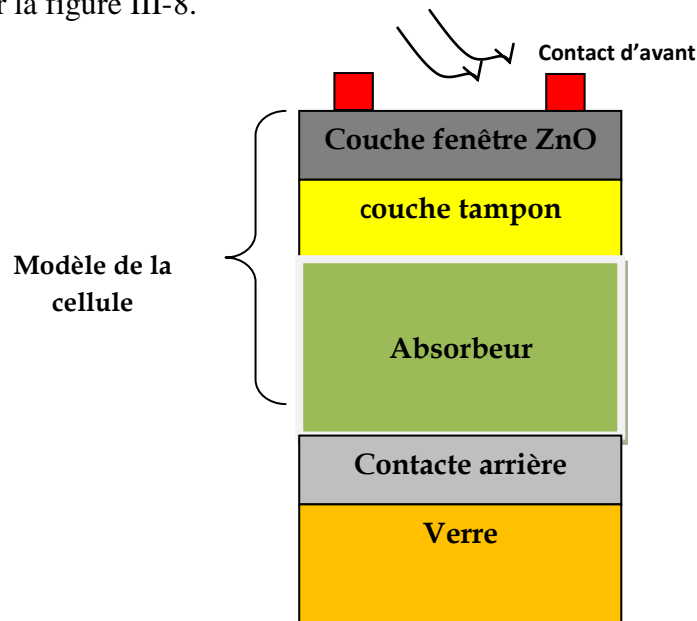 r la figure III-8.
Contact d'avant
Couche fenêtre ZnO
couche tampon
Modèle de la
cellule
Absorbeur
Contacte arrière
Verre